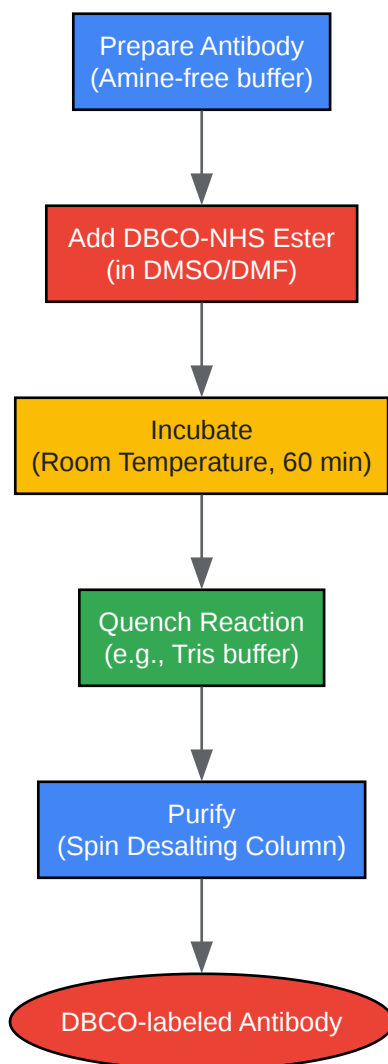 Prepare Antibody
(Amine-free buffer)
Add DBCO-NHS Ester
(in DMSO/DMF)
Incubate
(Room Temperature, 60 min)
Quench Reaction
(e.g., Tris buffer)
Purify
(Spin Desalting Column)
DBCO-labeled Antibody